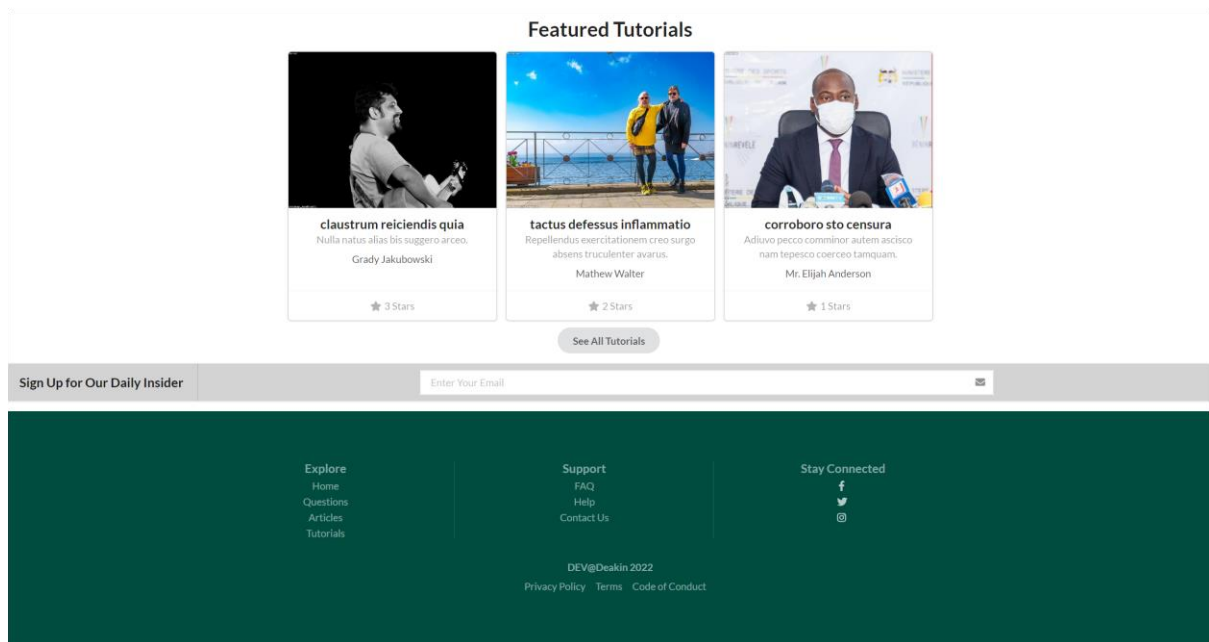 Featured Tutorials
claustrum reiciendis quia
Nulla natus alias bis suggero arceo.
Grady Jakubowski
3 Stars
tactus defessus inflammatio
Repellendus exercitationem creo surgo
absens truculenter avarus.
Mathew Walter
2 Stars
corroboro sto censura
Adiuvo pecco comminor autem ascisco
nam tepesco coerceo tamquam.
Mr. Elijah Anderson
1 Stars
See All Tutorials
Sign Up for Our Daily Insider
Enter Your Email
Explore
Home
Questions
Articles
Tutorials
Support
FAQ
Help
Contact Us
Stay Connected
DEV@Deakin 2022
Privacy Policy Terms Code of Conduct